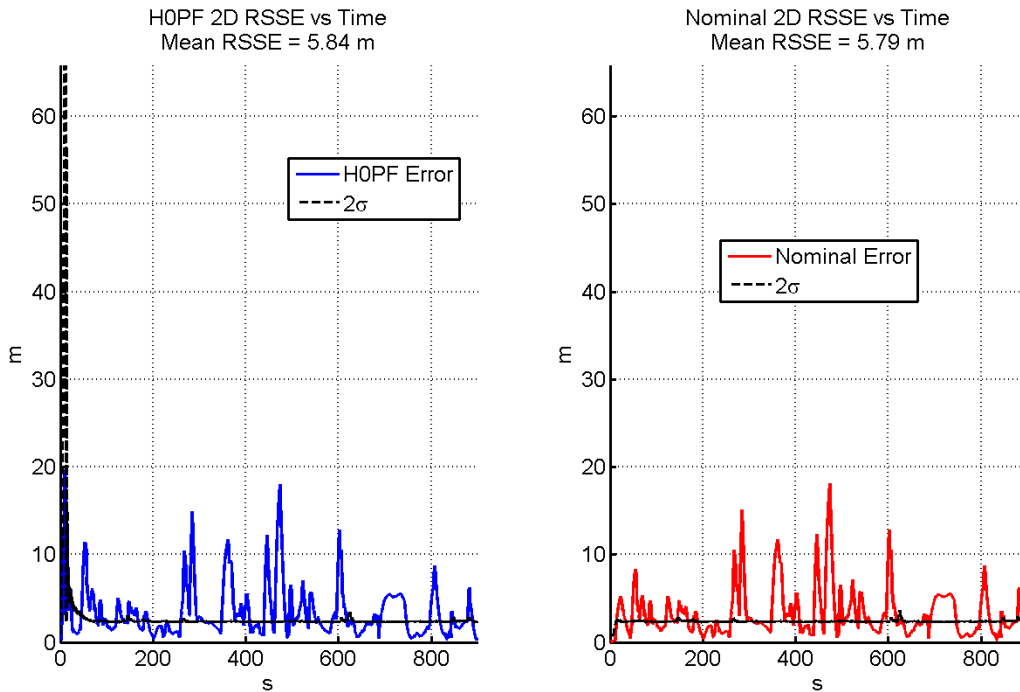 H0PF 2D RSSE vs Time
Mean RSSE = 5.84 m
60
50
40
30
20
10
0
m
0 200 400 600 800
s
H0PF Error
2σ
Nominal 2D RSSE vs Time
Mean RSSE = 5.79 m
60
50
40
30
20
10
0
m
0 200 400 600 800
s
Nominal Error
2σ